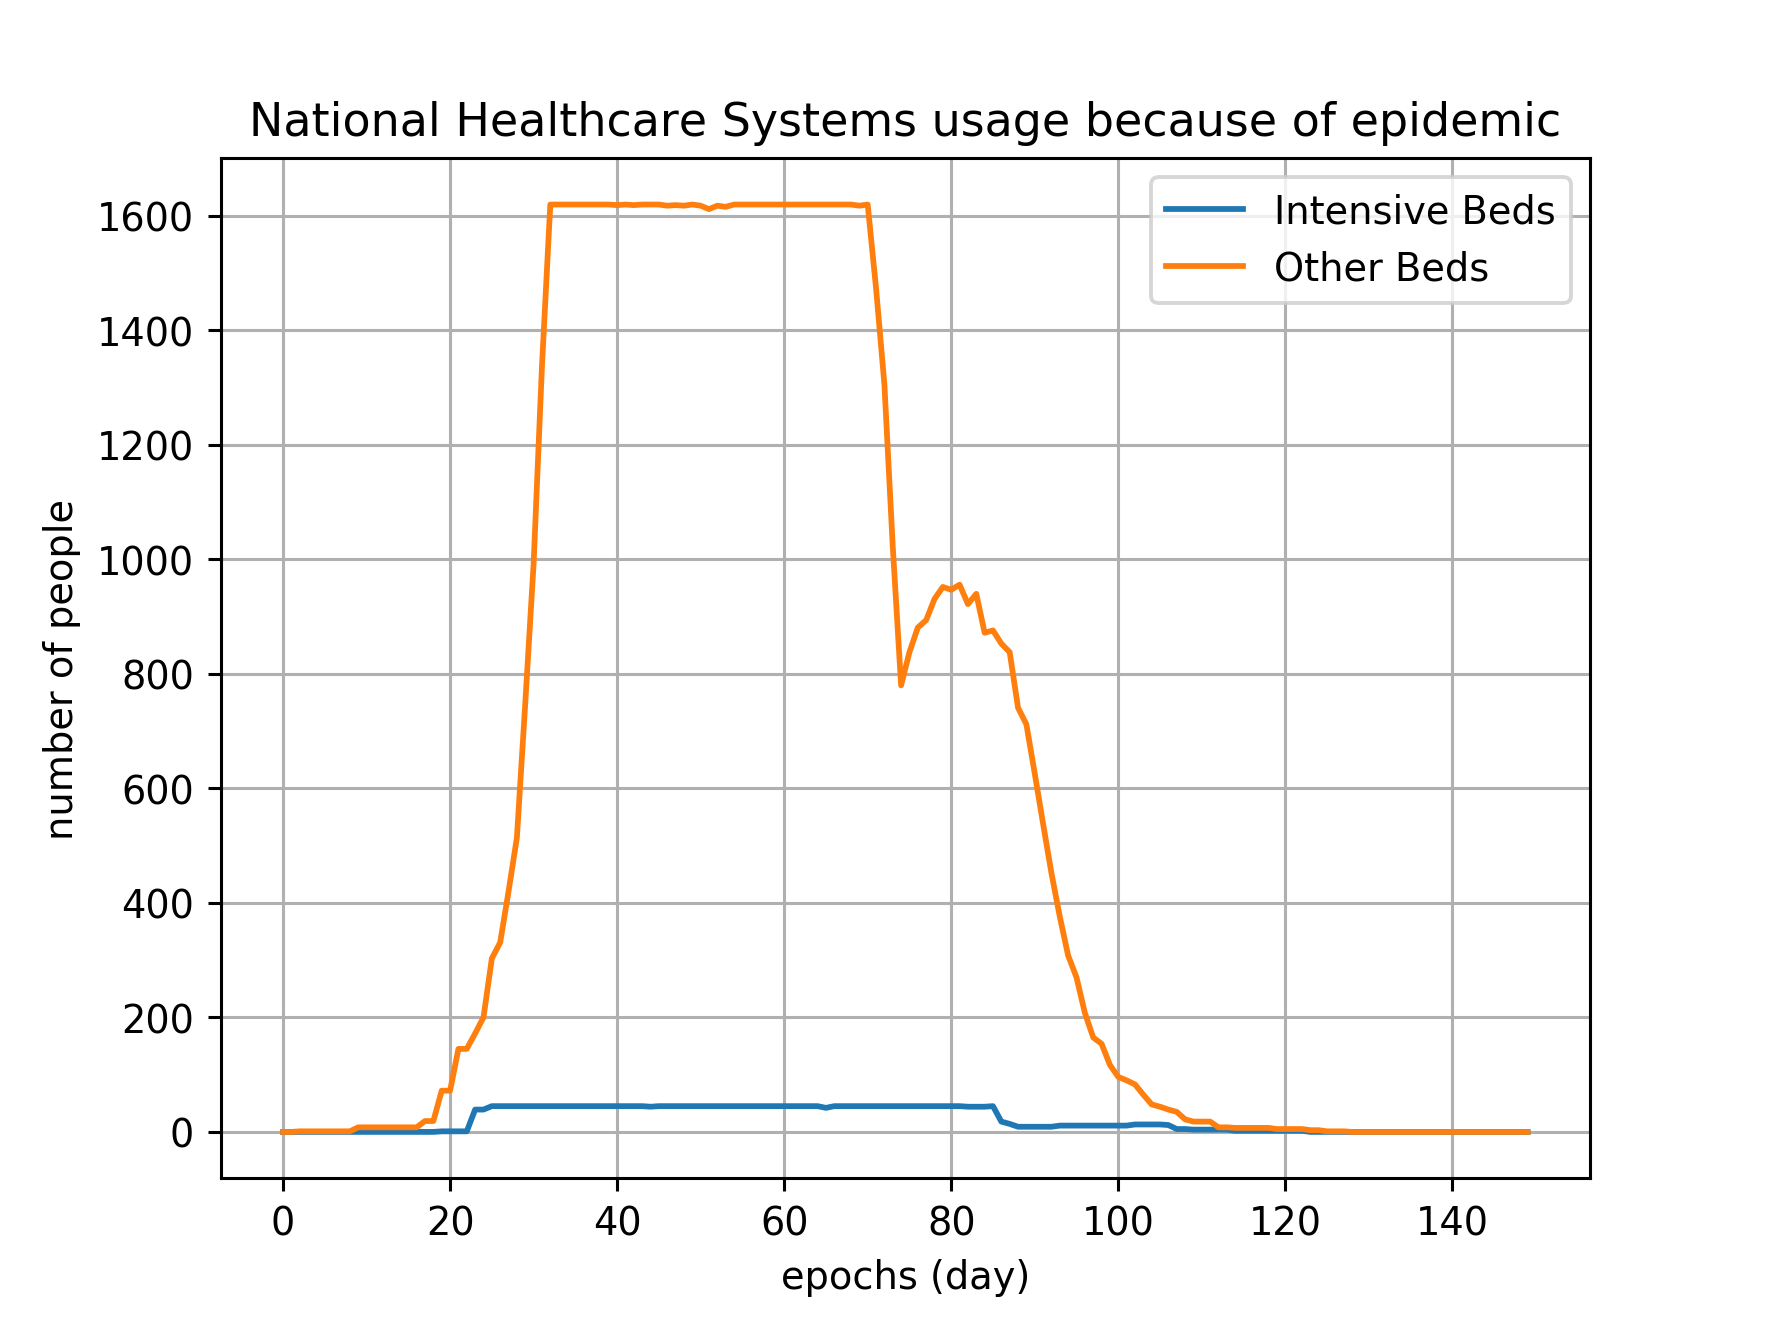 National Healthcare Systems usage because of epidemic
Intensive Beds
Other Beds
1600
1400
1200
1000
800
600
400
200
0
number of people
0 20 40 60 80 100 120 140
epochs (day)